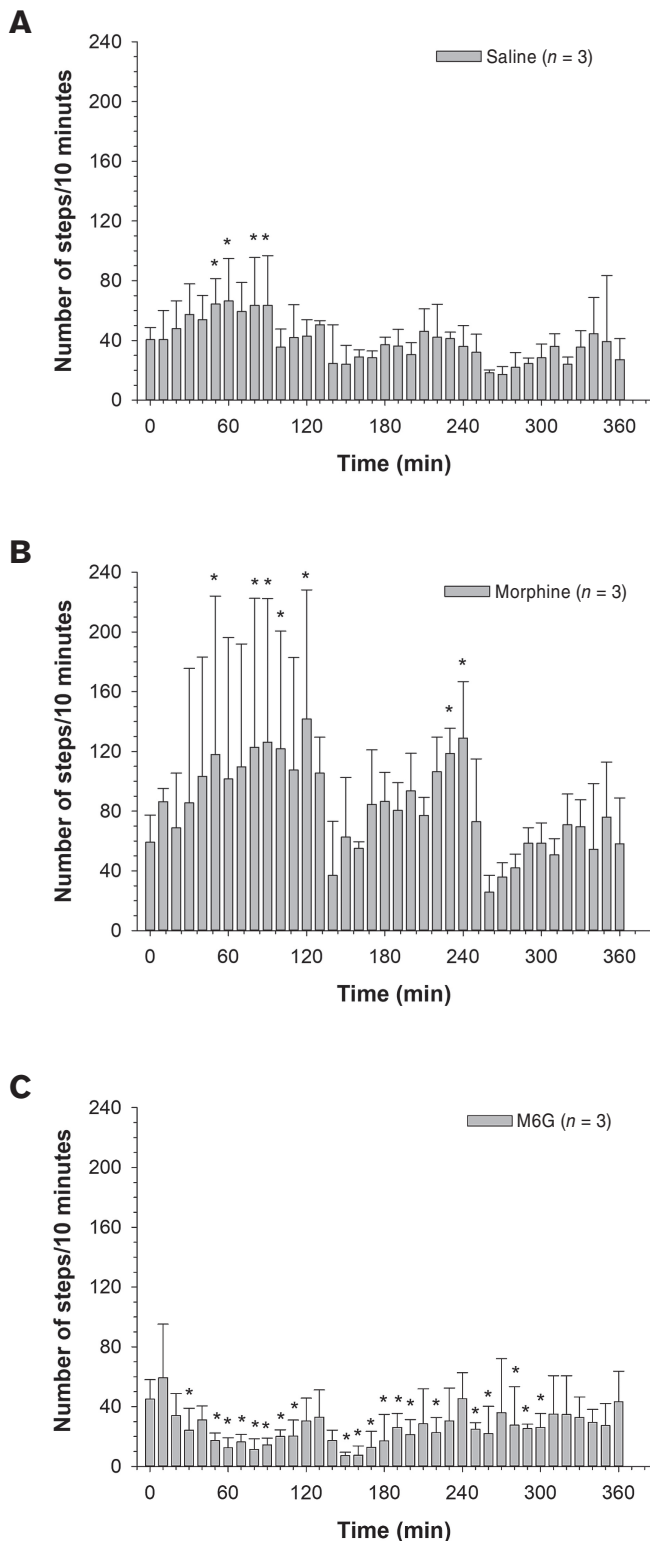 A
Number of steps/10 minutes
240
200
160
120
80
40
0
Saline (n = 3)
* * * *
0 60 120 180 240 300 360
Time (min)
B
Number of steps/10 minutes
240
200
160
120
80
40
0
Morphine (n = 3)
* * * * * * *
0 60 120 180 240 300 360
Time (min)
C
Number of steps/10 minutes
240
200
160
120
80
40
0
M6G (n = 3)
* * * * * * * * * * * * * * * * * * * *
0 60 120 180 240 300 360
Time (min)